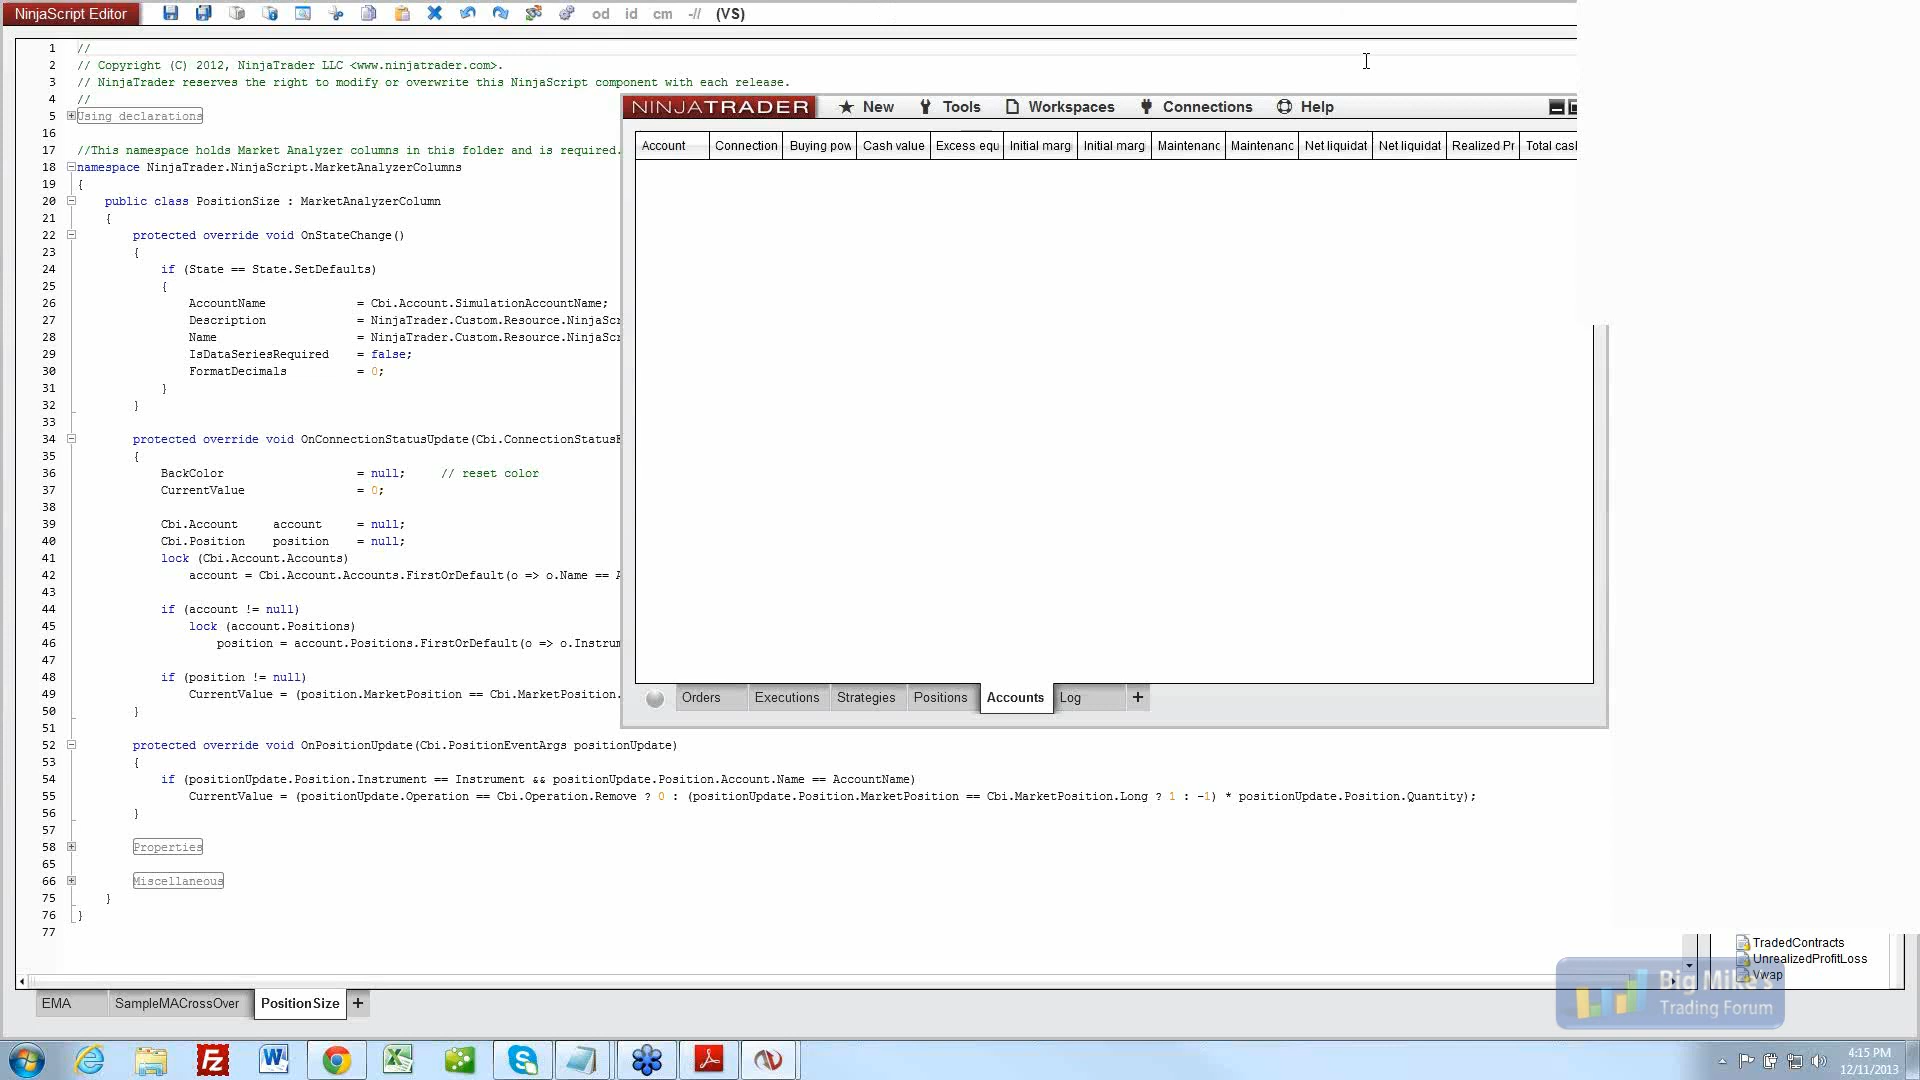 NinjaScript Editor od id cm -// (VS)
1 //
2 // Copyright (C) 2012, NinjaTrader LLC <www.ninjatrader.com>.
3 // NinjaTrader reserves the right to modify or overwrite this NinjaScript component with each release.
4 //
5 Using declarations
16
17 //This namespace holds Market Analyzer columns in this folder and is required.
18 namespace NinjaTrader.NinjaScript.MarketAnalyzerColumns
19 {
20 public class PositionSize : MarketAnalyzerColumn
21 {
22 protected override void OnStateChange()
23 {
24 if (State == State.SetDefaults)
25 {
26 AccountName = Cbi.Account.SimulationAccountName;
27 Description = NinjaTrader.Custom.Resource.NinjaScr
28 Name = NinjaTrader.Custom.Resource.NinjaScr
29 IsDataSeriesRequired = false;
30 FormatDecimals = 0;
31 }
32 }
33
34 protected override void OnConnectionStatusUpdate(Cbi.ConnectionStatusE
35 {
36 BackColor = null; // reset color
37 CurrentValue = 0;
38
39 Cbi.Account account = null;
40 Cbi.Position position = null;
41 lock (Cbi.Account.Accounts)
42 account = Cbi.Account.Accounts.FirstOrDefault(o => o.Name == A
43
44 if (account != null)
45 lock (account.Positions)
46 position = account.Positions.FirstOrDefault(o => o.Instrum
47
48 if (position != null)
49 CurrentValue = (position.MarketPosition == Cbi.MarketPosition.
50 }
51
52 protected override void OnPositionUpdate(Cbi.PositionEventArgs positionUpdate)
53 {
54 if (positionUpdate.Position.Instrument == Instrument && positionUpdate.Position.Account.Name == AccountName)
55 CurrentValue = (positionUpdate.Operation == Cbi.Operation.Remove ? 0 : (positionUpdate.Position.MarketPosition == Cbi.MarketPosition.Long ? 1 : -1) * positionUpdate.Position.Quantity);
56 }
57
58 Properties
65
66 Miscellaneous
75 }
76 }
77
NINJATRADER New Tools Workspaces Connections Help
Account Connection Buying pow Cash value Excess equ Initial marg Initial marg Maintenanc Maintenanc Net liquidat Net liquidat Realized Pr Total cash
Orders Executions Strategies Positions Accounts Log +
TradedContracts
UnrealizedProfitLoss
Vwap
Big Mike's
Trading Forum
EMA SampleMACrossOver PositionSize +
4:15 PM
12/11/2013